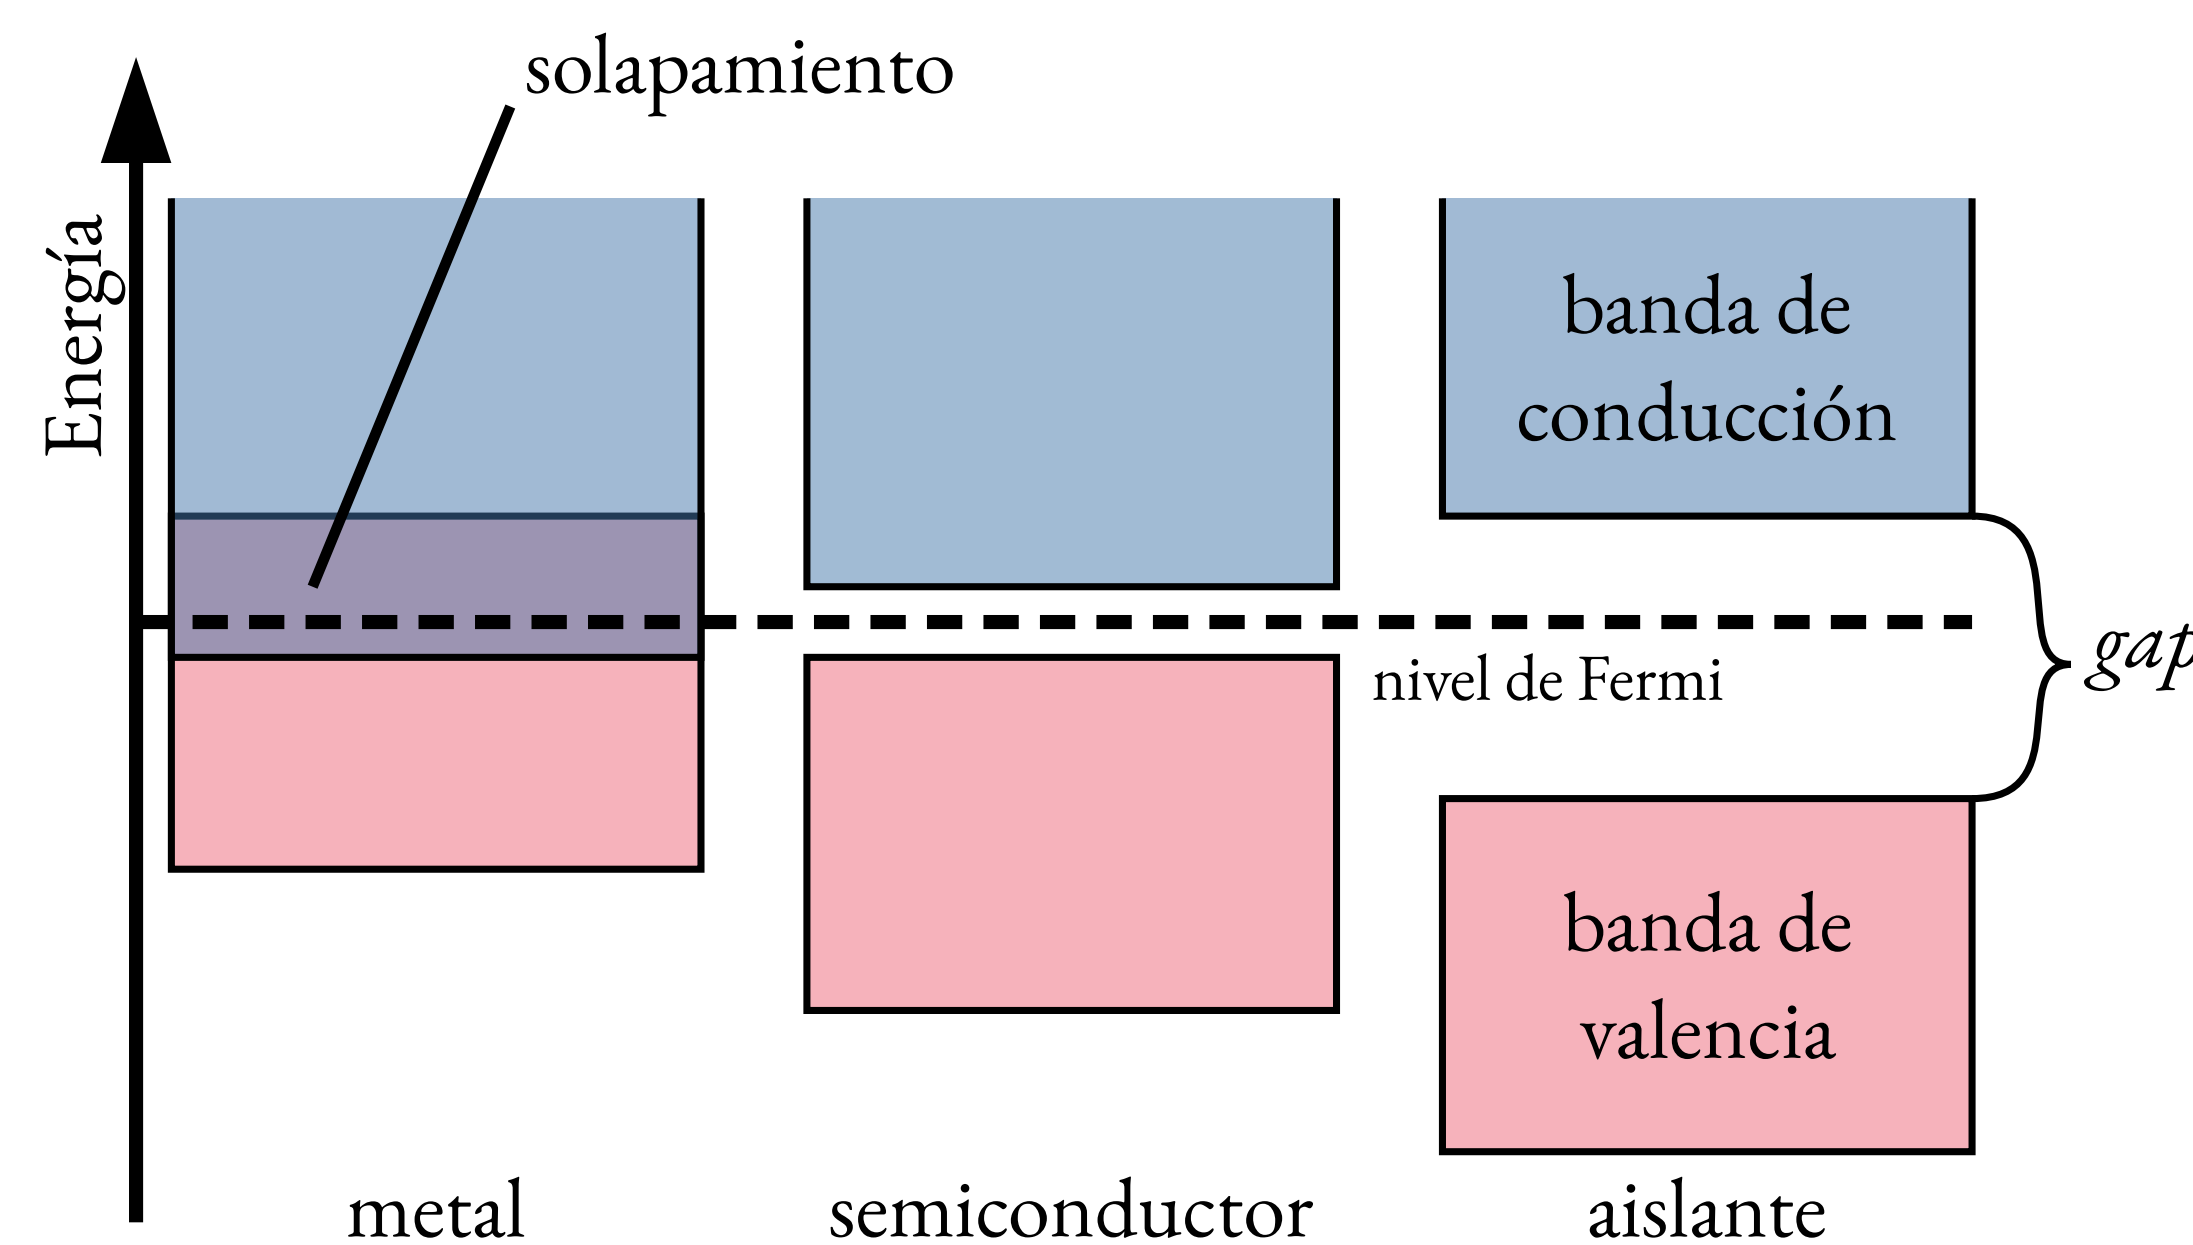 solapamiento
Energía
banda de
conducción
nivel de Fermi
gap
banda de
valencia
metal
semiconductor
aislante